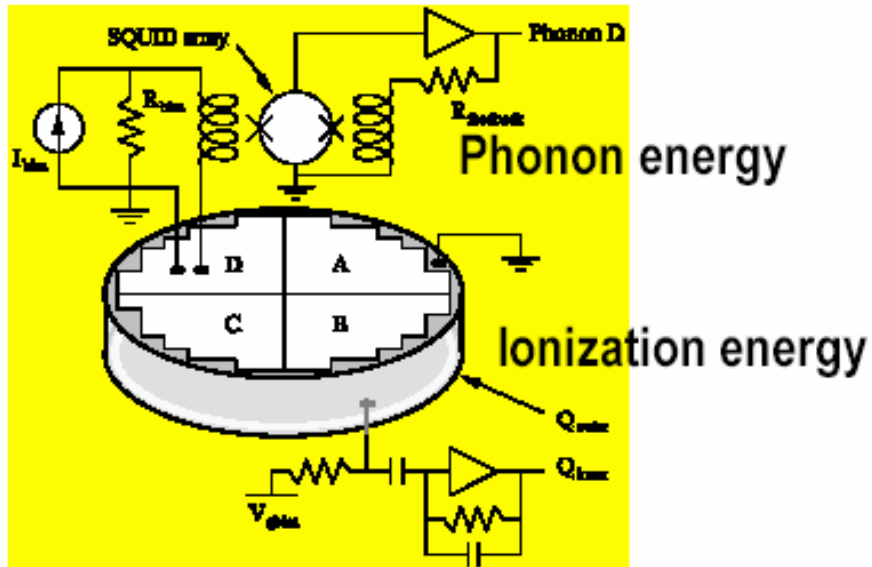 SQUID array
Phonon D
R
I
Phonon energy
D
A
C
B
Ionization energy
Q
Q
V